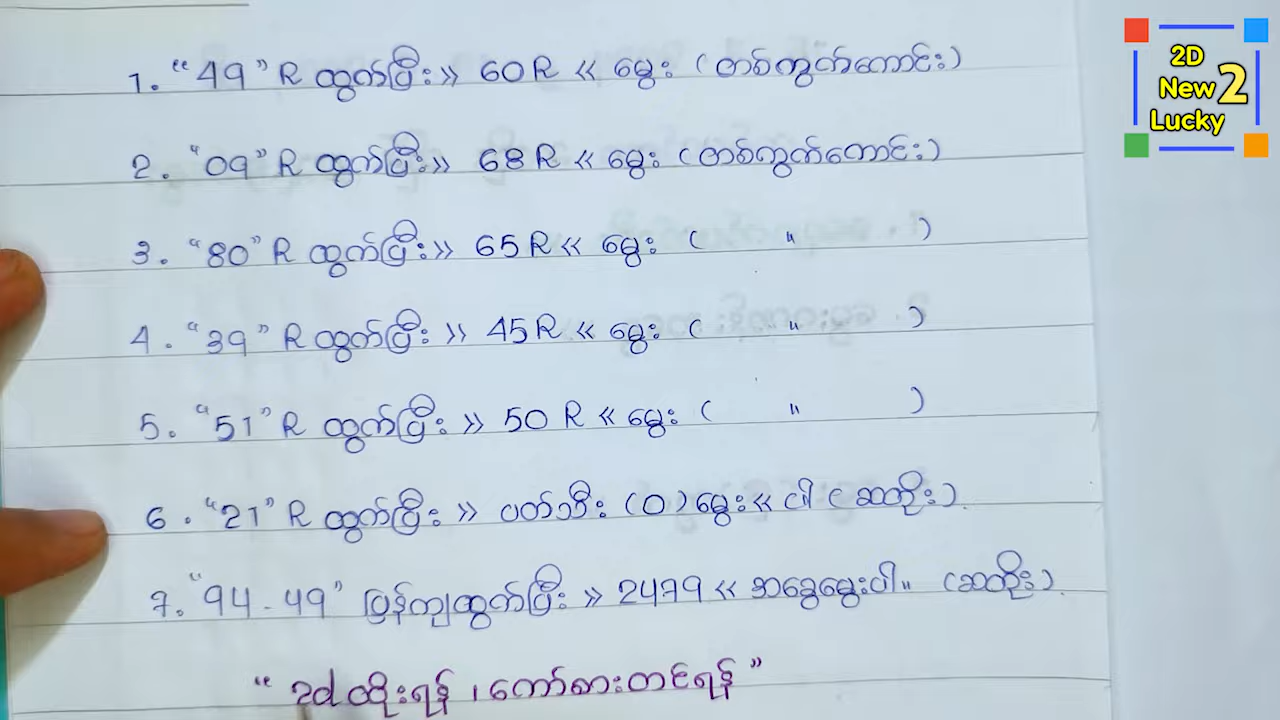 1. "49" R ထွက်ပြီး » 60 R « မွေး (တစ်ကွက်ကောင်း)
2. "09" R ထွက်ပြီး » 68 R « မွေး (တစ်ကွက်ကောင်း)
3. "80" R ထွက်ပြီး » 65 R « မွေး ( " )
4. "39" R ထွက်ပြီး » 45 R « မွေး ( " )
5. "51" R ထွက်ပြီး » 50 R « မွေး ( " )
6. "21" R ထွက်ပြီး » ပတ်သီး (0) မွေး « ငါ (ဆတိုး).
7. "94-49" ပြန်ကျထွက်ပြီး » 2479 « အခွေမွေးဝါ။ (ဆတိုး).
" 2d ထိုးရန် ၊ ကော်စားတင်ရန် "
2D
New 2
Lucky